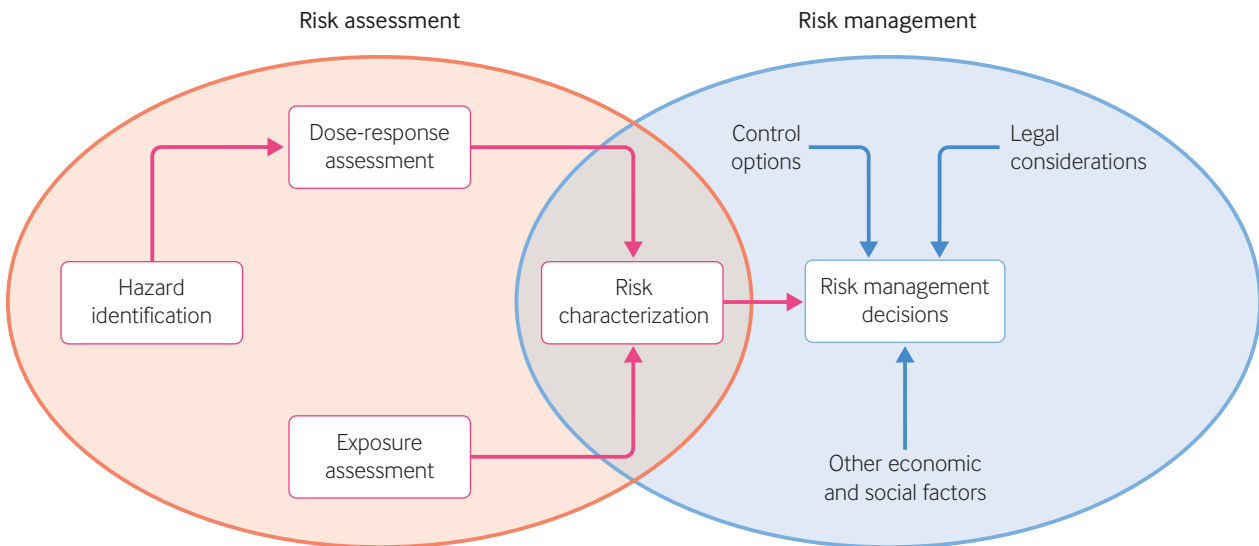 Risk assessment
Risk management
Dose-response
assessment
Control
options
Legal
considerations
Hazard
identification
Risk
characterization
Risk management
decisions
Exposure
assessment
Other economic
and social factors